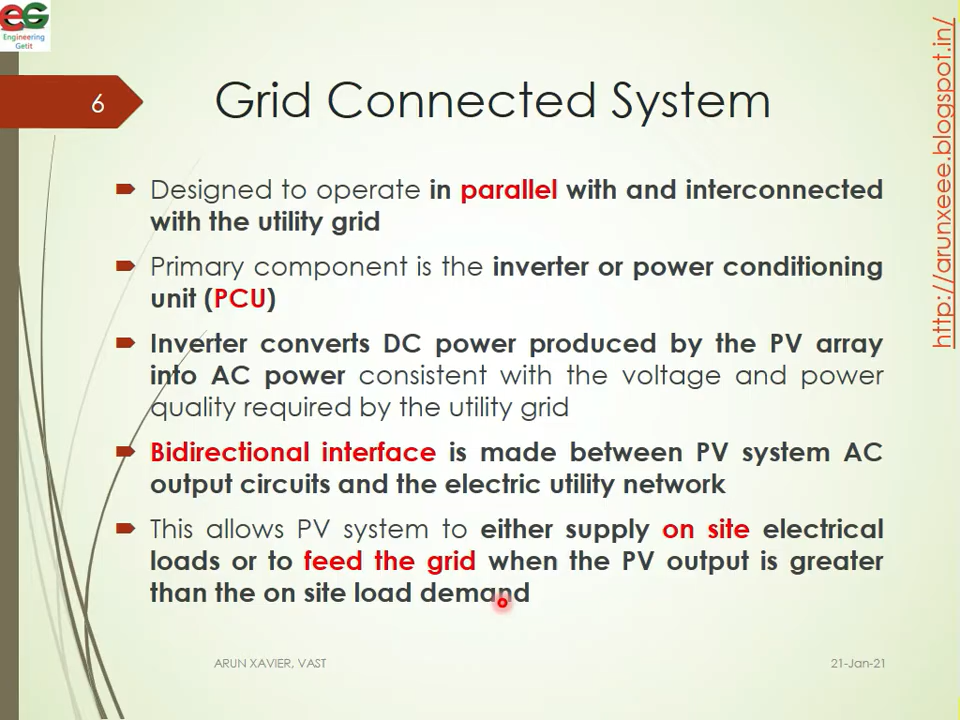 EG
Engineering
Getit
6
Grid Connected System
http://arunxeee.blogspot.in/
Designed to operate in parallel with and interconnected
with the utility grid
Primary component is the inverter or power conditioning
unit (PCU)
Inverter converts DC power produced by the PV array
into AC power consistent with the voltage and power
quality required by the utility grid
Bidirectional interface is made between PV system AC
output circuits and the electric utility network
This allows PV system to either supply on site electrical
loads or to feed the grid when the PV output is greater
than the on site load demand
ARUN XAVIER, VAST
21-Jan-21